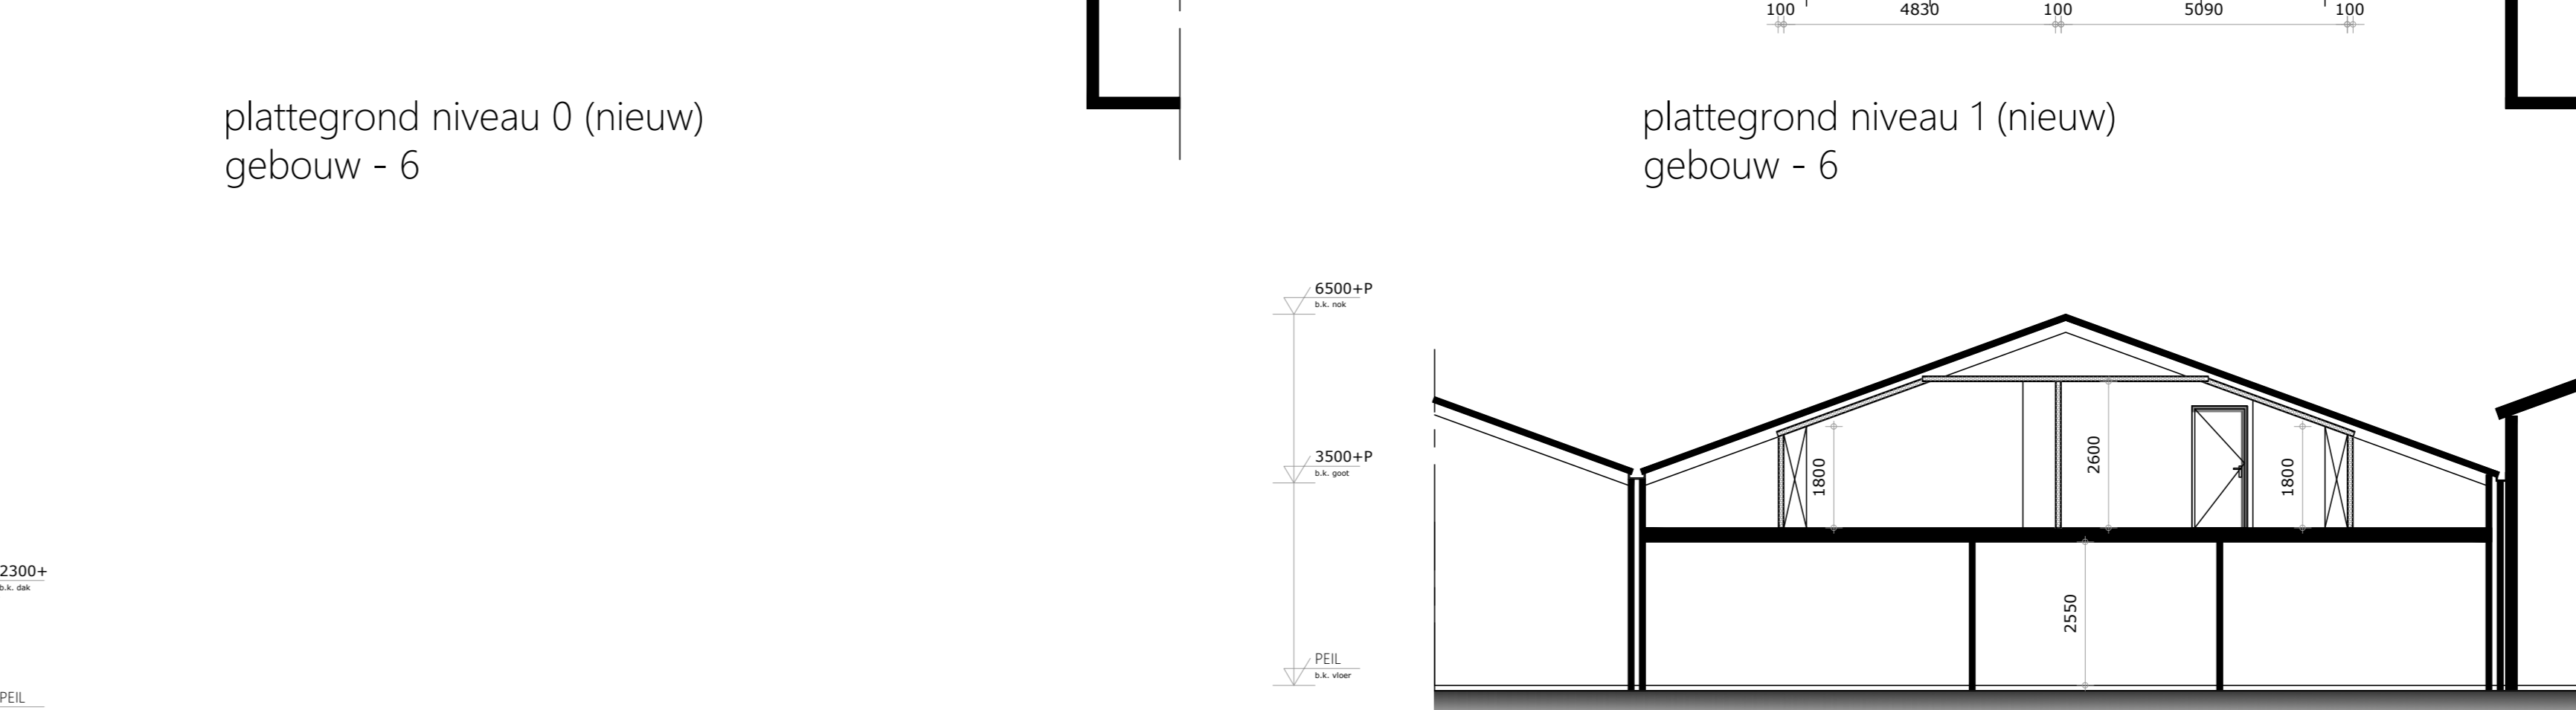 100 4830 100 5090 100
plattegrond niveau 0 (nieuw)
gebouw - 6
plattegrond niveau 1 (nieuw)
gebouw - 6
6500+P
b.k. nok
3500+P
b.k. goot
1800
2600
1800
2300+
b.k. dak
2550
PEIL
b.k. vloer
PEIL